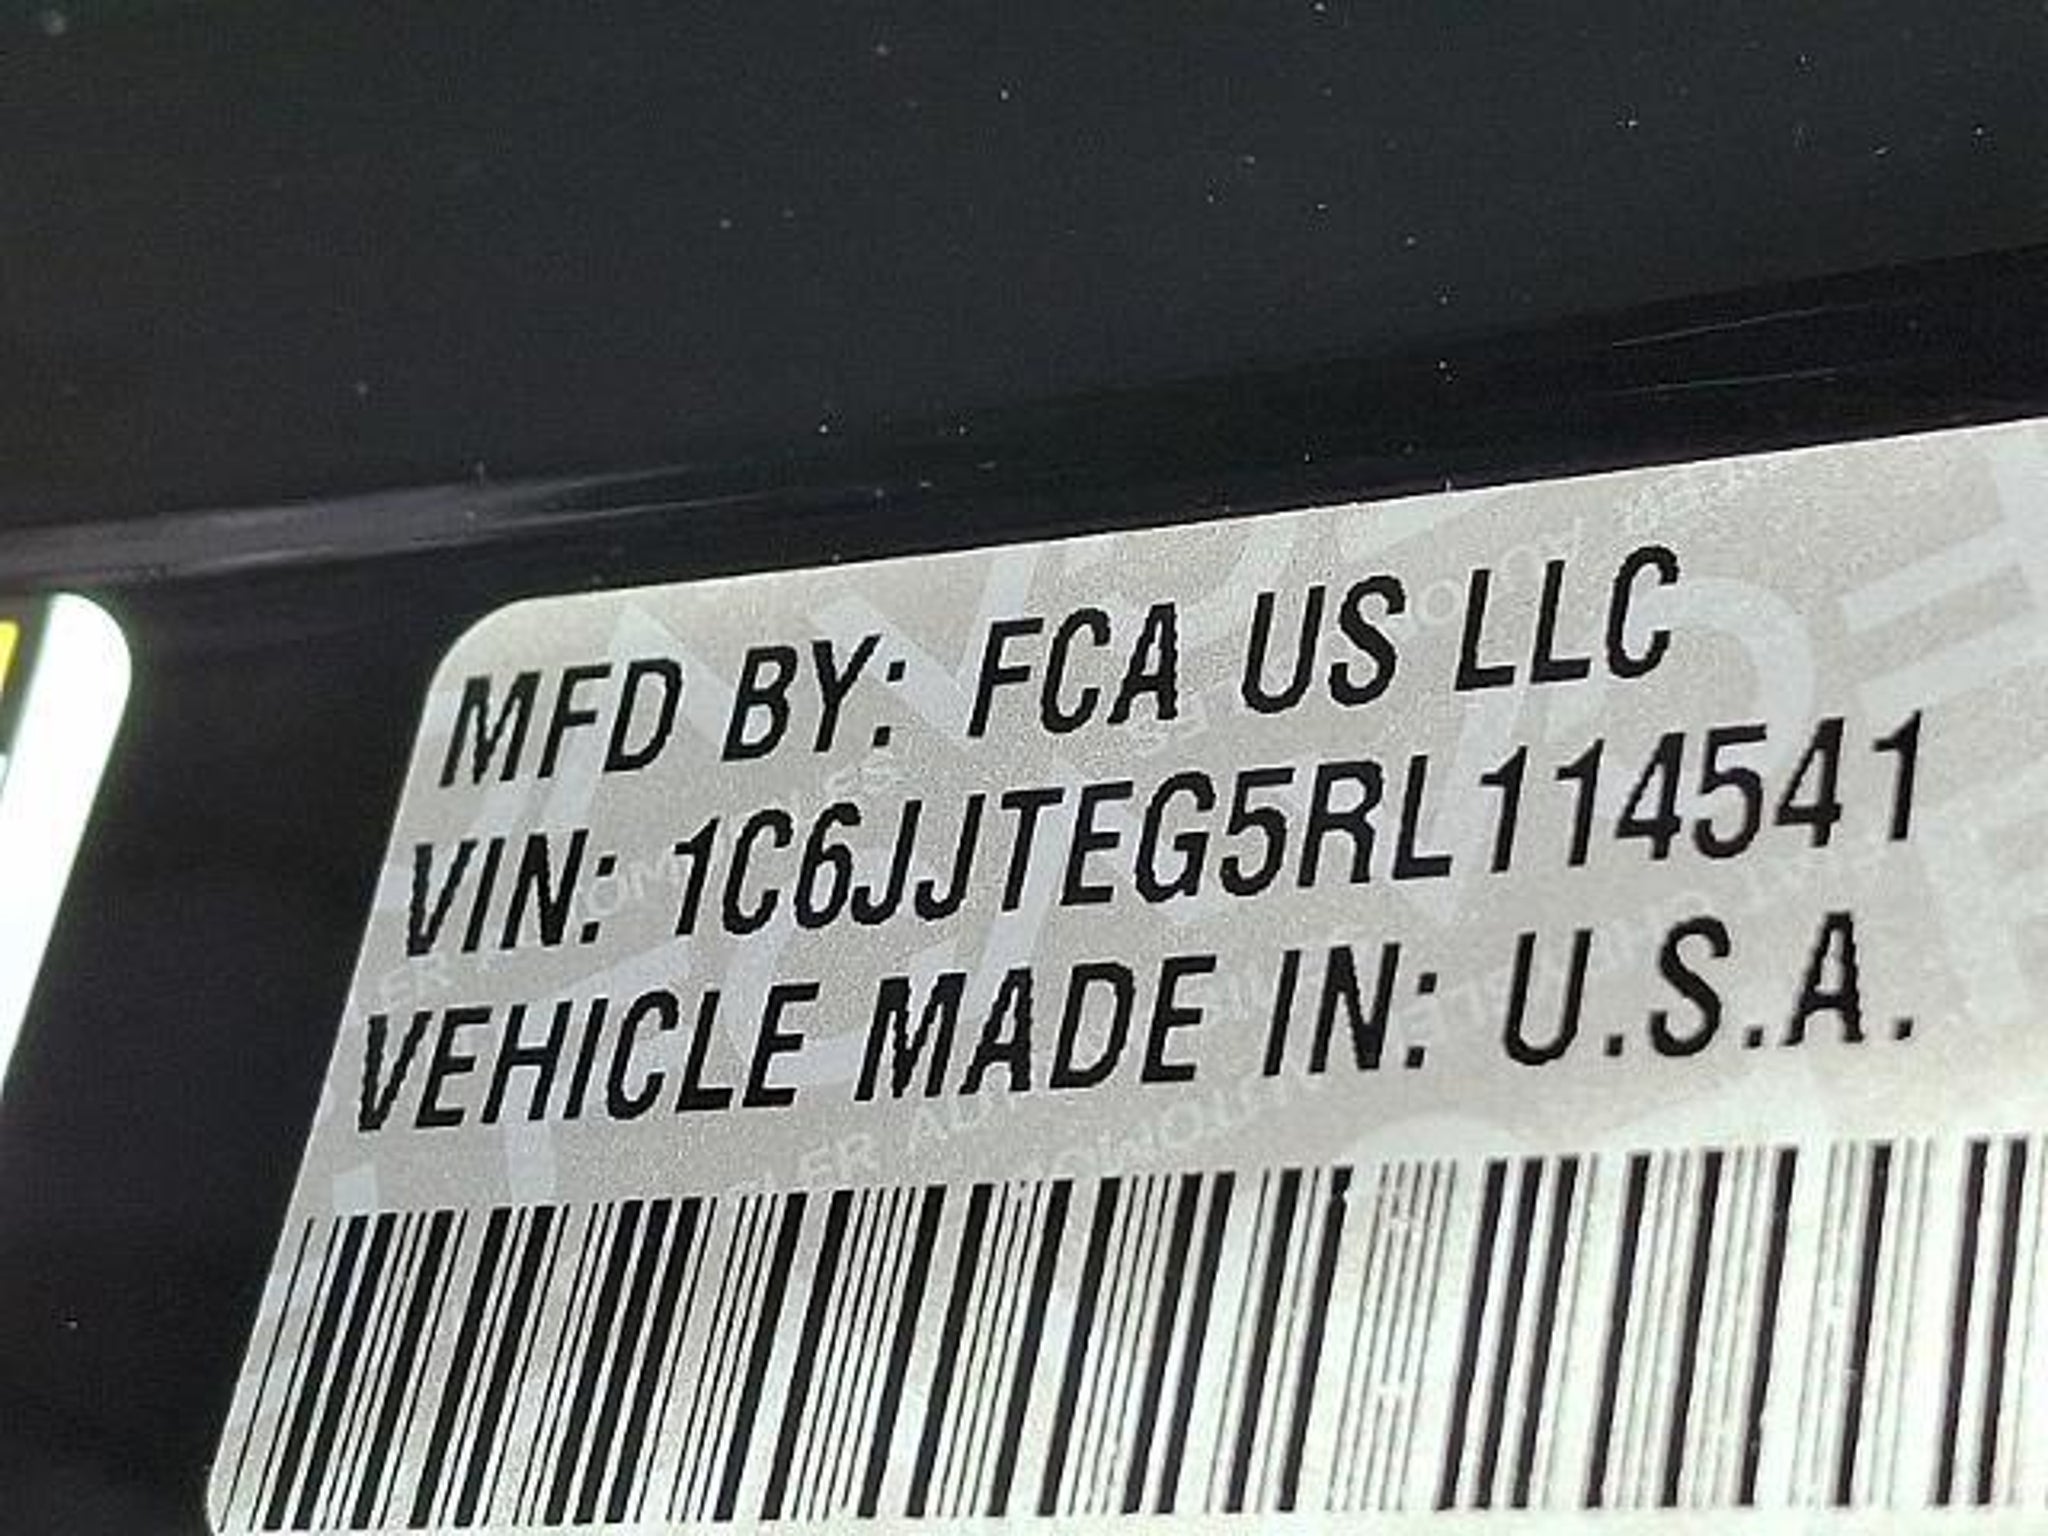 MFD BY: FCA US LLC
VIN: 1C6JJTEG5RL114541
VEHICLE MADE IN: U.S.A.